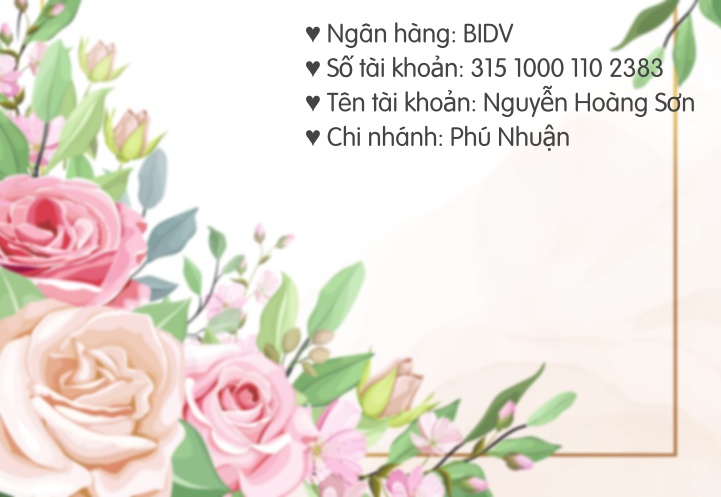 ♥ Ngân hàng: BIDV
♥ Số tài khoản: 315 1000 110 2383
♥ Tên tài khoản: Nguyễn Hoàng Sơn
♥ Chi nhánh: Phú Nhuận